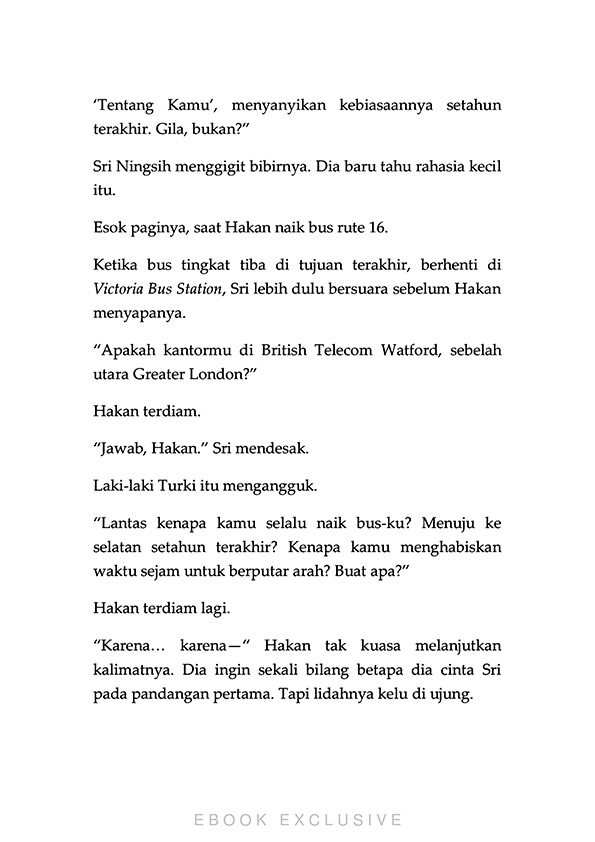 ‘Tentang Kamu’, menyanyikan kebiasaannya setahun
terakhir. Gila, bukan?”
Sri Ningsih menggigit bibirnya. Dia baru tahu rahasia kecil
itu.
Esok paginya, saat Hakan naik bus rute 16.
Ketika bus tingkat tiba di tujuan terakhir, berhenti di
Victoria Bus Station, Sri lebih dulu bersuara sebelum Hakan
menyapanya.
“Apakah kantormu di British Telecom Watford, sebelah
utara Greater London?”
Hakan terdiam.
“Jawab, Hakan.” Sri mendesak.
Laki-laki Turki itu mengangguk.
“Lantas kenapa kamu selalu naik bus-ku? Menuju ke
selatan setahun terakhir? Kenapa kamu menghabiskan
waktu sejam untuk berputar arah? Buat apa?”
Hakan terdiam lagi.
“Karena… karena—“ Hakan tak kuasa melanjutkan
kalimatnya. Dia ingin sekali bilang betapa dia cinta Sri
pada pandangan pertama. Tapi lidahnya kelu di ujung.
EBOOK EXCLUSIVE